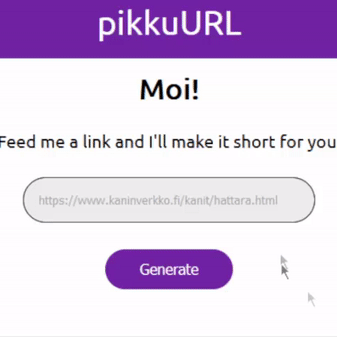 pikkuURL
Moi!
Feed me a link and I'll make it short for you
https://www.kaninverkko.fi/kanit/hattara.html
Generate